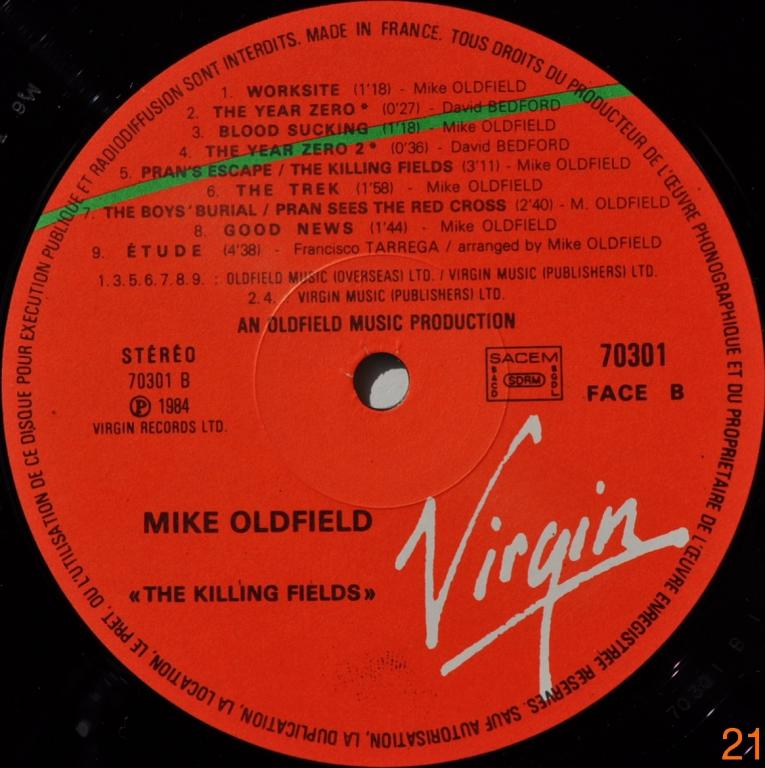 1. WORKSITE (1'18) - Mike OLDFIELD
2. THE YEAR ZERO* (0'27) - David BEDFORD
3. BLOOD SUCKING (1'18) - Mike OLDFIELD
4. THE YEAR ZERO 2* (0'36) - David BEDFORD
5. PRAN'S ESCAPE / THE KILLING FIELDS (3'11) - Mike OLDFIELD
6. THE TREK (1'58) - Mike OLDFIELD
7. THE BOYS' BURIAL / PRAN SEES THE RED CROSS (2'40) - M. OLDFIELD
8. GOOD NEWS (1'44) - Mike OLDFIELD
9. ÉTUDE (4'38) - Francisco TARREGA / arranged by Mike OLDFIELD
1.3.5.6.7.8.9. : OLDFIELD MUSIC (OVERSEAS) LTD. / VIRGIN MUSIC (PUBLISHERS) LTD.
2.4. VIRGIN MUSIC (PUBLISHERS) LTD.
AN OLDFIELD MUSIC PRODUCTION
STÉRÉO
70301 B
Ⓟ 1984
VIRGIN RECORDS LTD.
SACEM
SACD SDRM SGDL
70301
FACE B
MIKE OLDFIELD
«THE KILLING FIELDS»
Virgin
MADE IN FRANCE. TOUS DROITS DU PRODUCTEUR DE L'ŒUVRE PHONOGRAPHIQUE ET DU PROPRIETAIRE DE L'ŒUVRE ENREGISTREE RESERVES. SAUF AUTORISATION, LA DUPLICATION, LA LOCATION, LE PRET, OU L'UTILISATION DE CE DISQUE POUR EXECUTION PUBLIQUE ET RADIODIFFUSION SONT INTERDITS.
70301 B 1
21